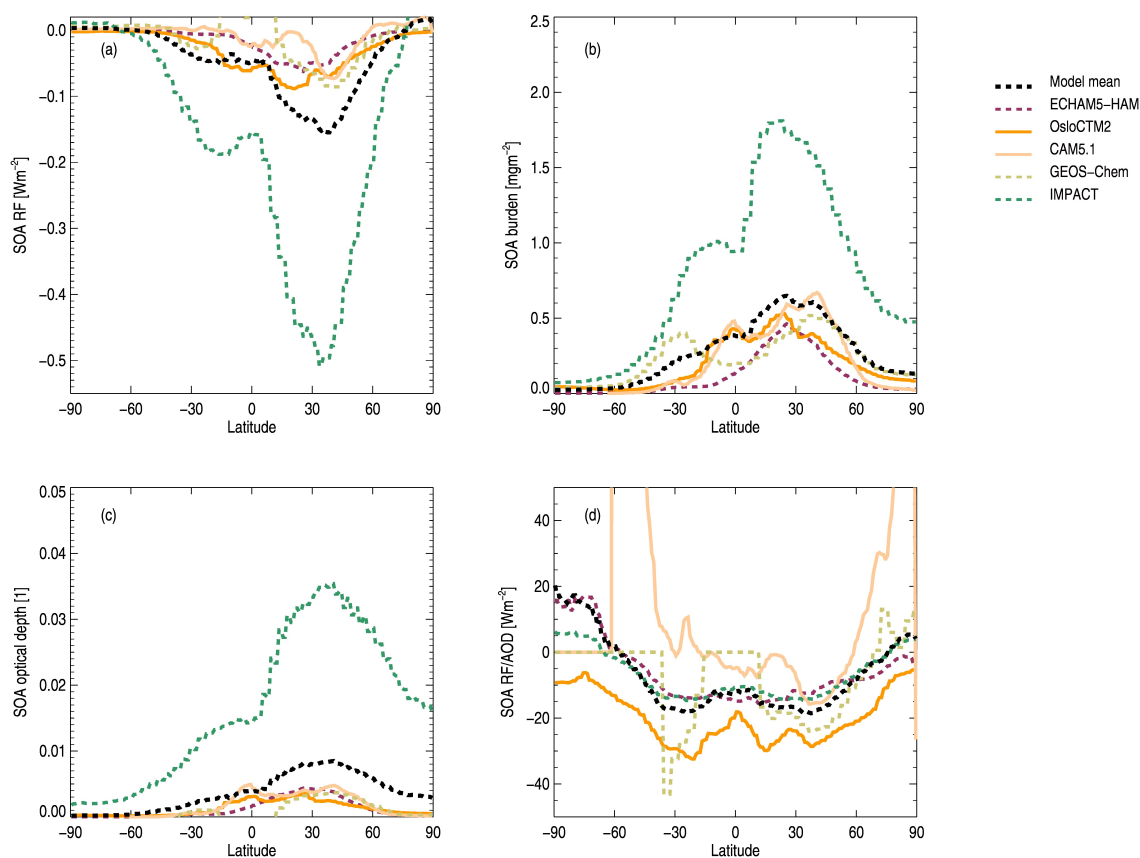 (a)
SOA RF [Wm−2]
0.0
−0.1
−0.2
−0.3
−0.4
−0.5
−90 −60 −30 0 30 60 90
Latitude
(b)
SOA burden [mgm−2]
2.5
2.0
1.5
1.0
0.5
0.0
−90 −60 −30 0 30 60 90
Latitude
Model mean
ECHAM5−HAM
OsloCTM2
CAM5.1
GEOS−Chem
IMPACT
(c)
SOA optical depth [1]
0.05
0.04
0.03
0.02
0.01
0.00
−90 −60 −30 0 30 60 90
Latitude
(d)
SOA RF/AOD [Wm−2]
40
20
0
−20
−40
−90 −60 −30 0 30 60 90
Latitude